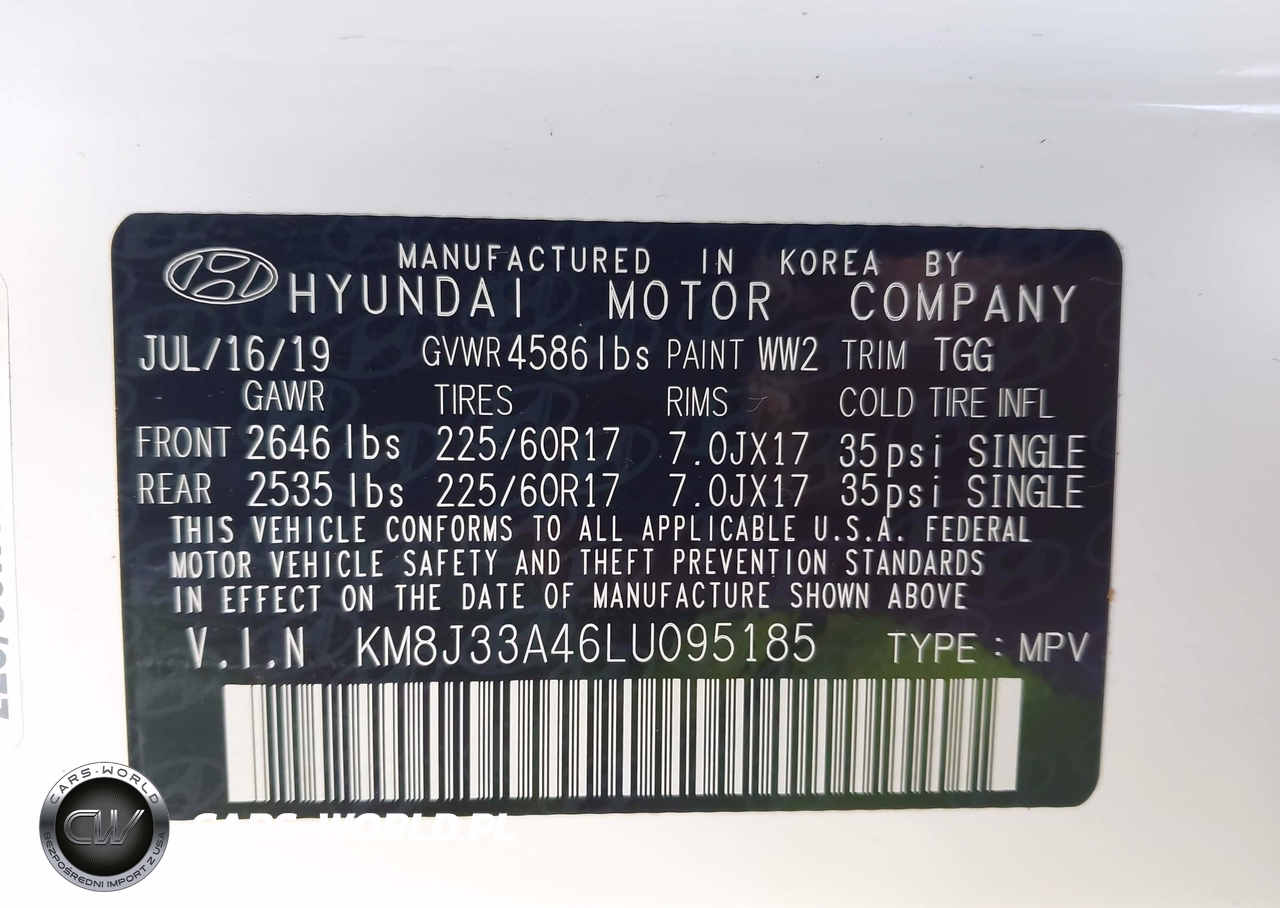 MANUFACTURED IN KOREA BY
HYUNDAI MOTOR COMPANY
JUL/16/19 GVWR 4586 lbs PAINT WW2 TRIM TGG
GAWR TIRES RIMS COLD TIRE INFL
FRONT 2646 lbs 225/60R17 7.0JX17 35psi SINGLE
REAR 2535 lbs 225/60R17 7.0JX17 35psi SINGLE
THIS VEHICLE CONFORMS TO ALL APPLICABLE U.S.A. FEDERAL
MOTOR VEHICLE SAFETY AND THEFT PREVENTION STANDARDS
IN EFFECT ON THE DATE OF MANUFACTURE SHOWN ABOVE
V.I.N KM8J33A46LU095185 TYPE : MPV
CARS-WORLD
CW
BEZPOŚREDNI IMPORT Z USA
CARS-WORLD.PL